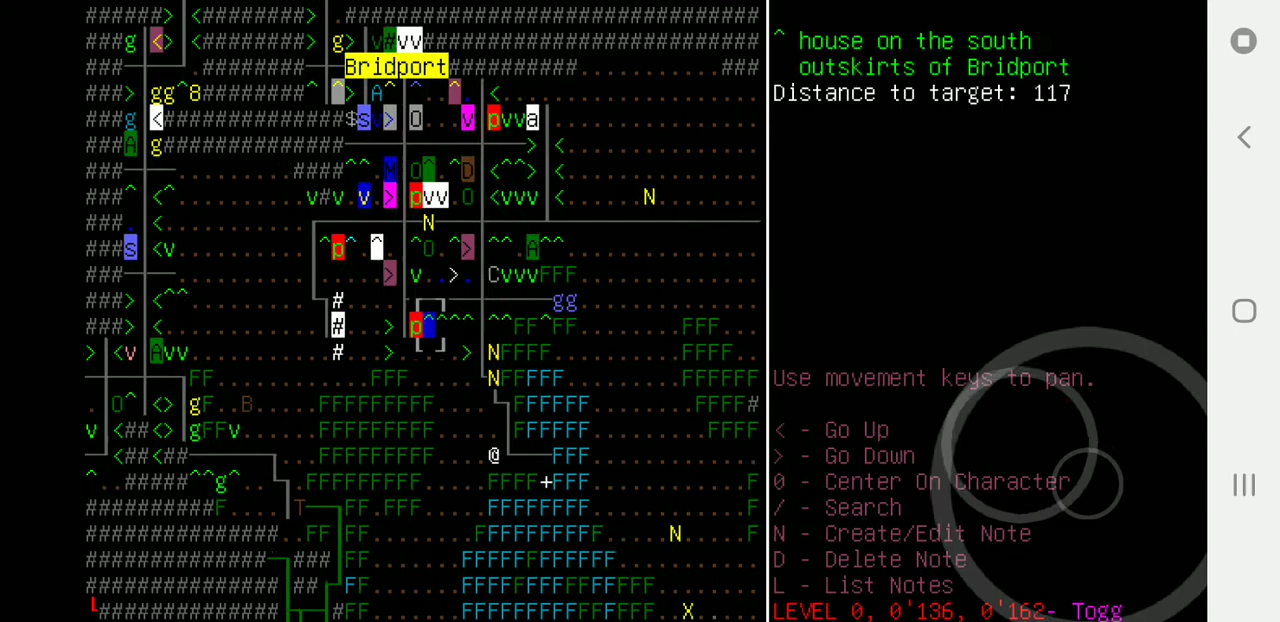 Bridport
^ house on the south
outskirts of Bridport
Distance to target: 117
Use movement keys to pan.
< - Go Up
> - Go Down
0 - Center On Character
/ - Search
N - Create/Edit Note
D - Delete Note
L - List Notes
LEVEL 0, 0'136, 0'162- Togg